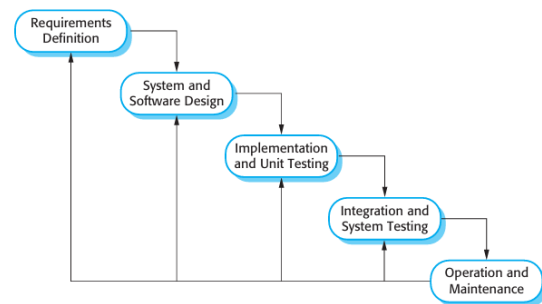 Requirements
Definition
System and
Software Design
Implementation
and Unit Testing
Integration and
System Testing
Operation and
Maintenance